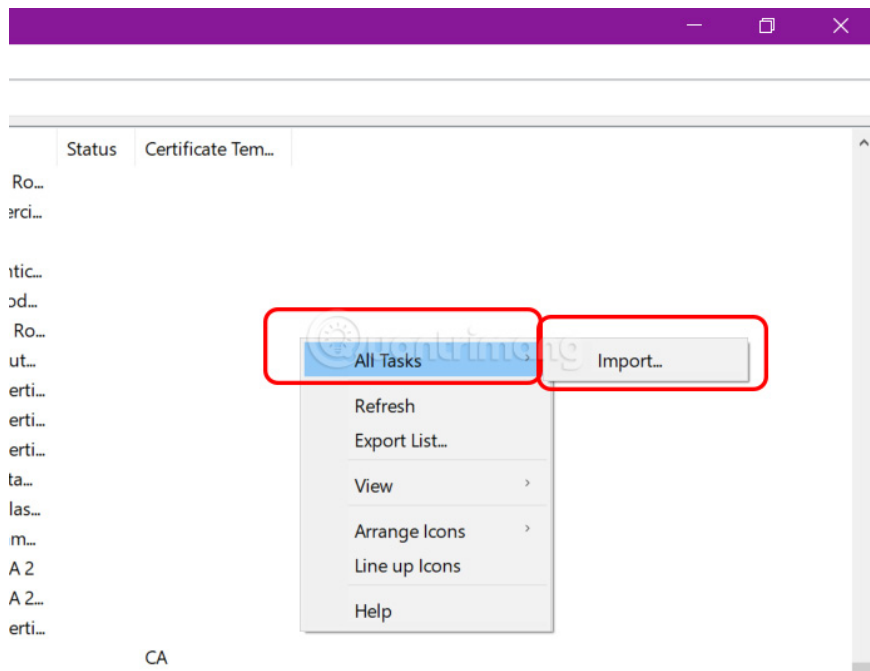 Status Certificate Tem...
Ro...
erci...
ntic...
od...
Ro...
ut...
erti...
erti...
erti...
ta...
las...
m...
A 2
A 2...
erti...
CA
Quantrimang
All Tasks
Import...
Refresh
Export List...
View
Arrange Icons
Line up Icons
Help